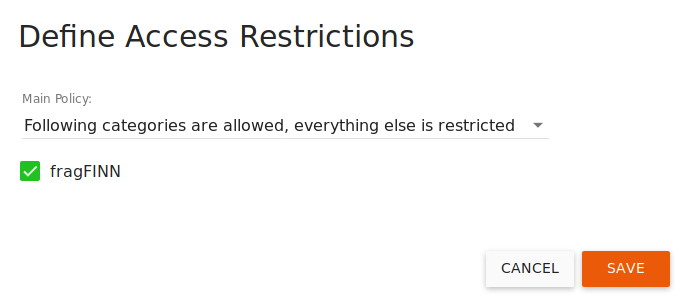 Define Access Restrictions
Main Policy:
Following categories are allowed, everything else is restricted
fragFINN
CANCEL
SAVE